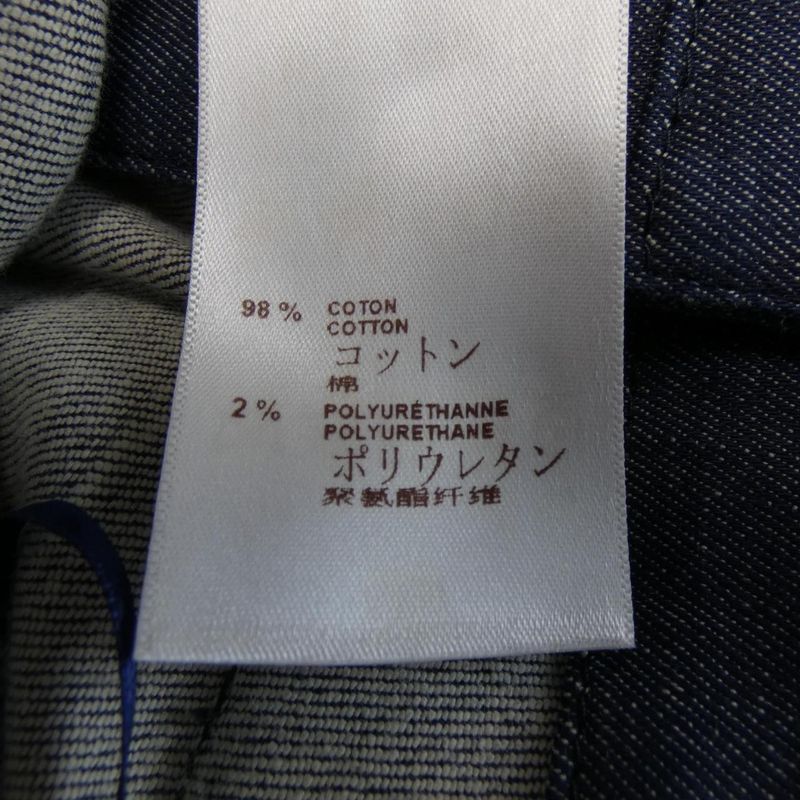 98% COTON
COTTON
コットン
棉
2% POLYURÉTHANNE
POLYURETHANE
ポリウレタン
聚氨酯纤维